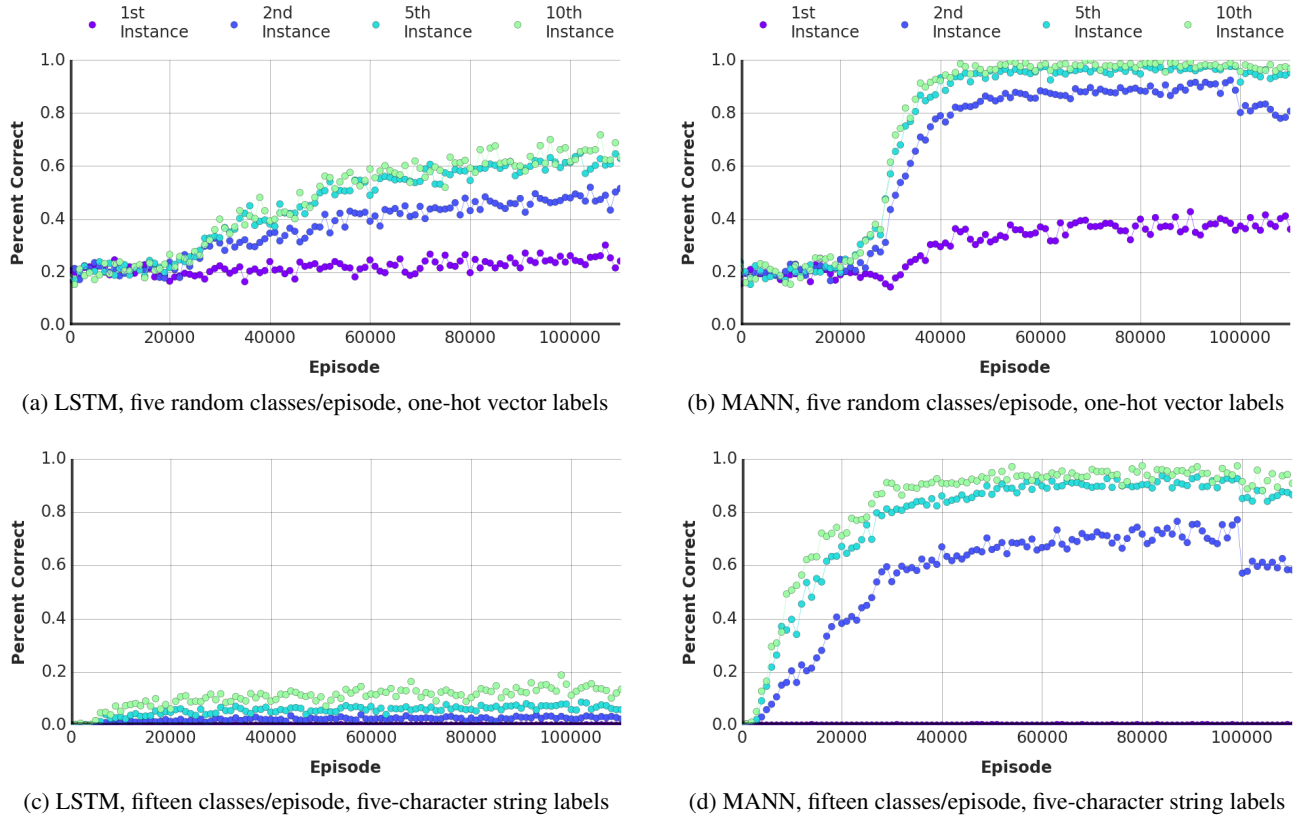 1st Instance
2nd Instance
5th Instance
10th Instance
1st Instance
2nd Instance
5th Instance
10th Instance
Percent Correct
1.0
0.8
0.6
0.4
0.2
0.0
0
20000
40000
60000
80000
100000
Episode
(a) LSTM, five random classes/episode, one-hot vector labels
Percent Correct
1.0
0.8
0.6
0.4
0.2
0.0
0
20000
40000
60000
80000
100000
Episode
(b) MANN, five random classes/episode, one-hot vector labels
Percent Correct
1.0
0.8
0.6
0.4
0.2
0.0
0
20000
40000
60000
80000
100000
Episode
(c) LSTM, fifteen classes/episode, five-character string labels
Percent Correct
1.0
0.8
0.6
0.4
0.2
0.0
0
20000
40000
60000
80000
100000
Episode
(d) MANN, fifteen classes/episode, five-character string labels